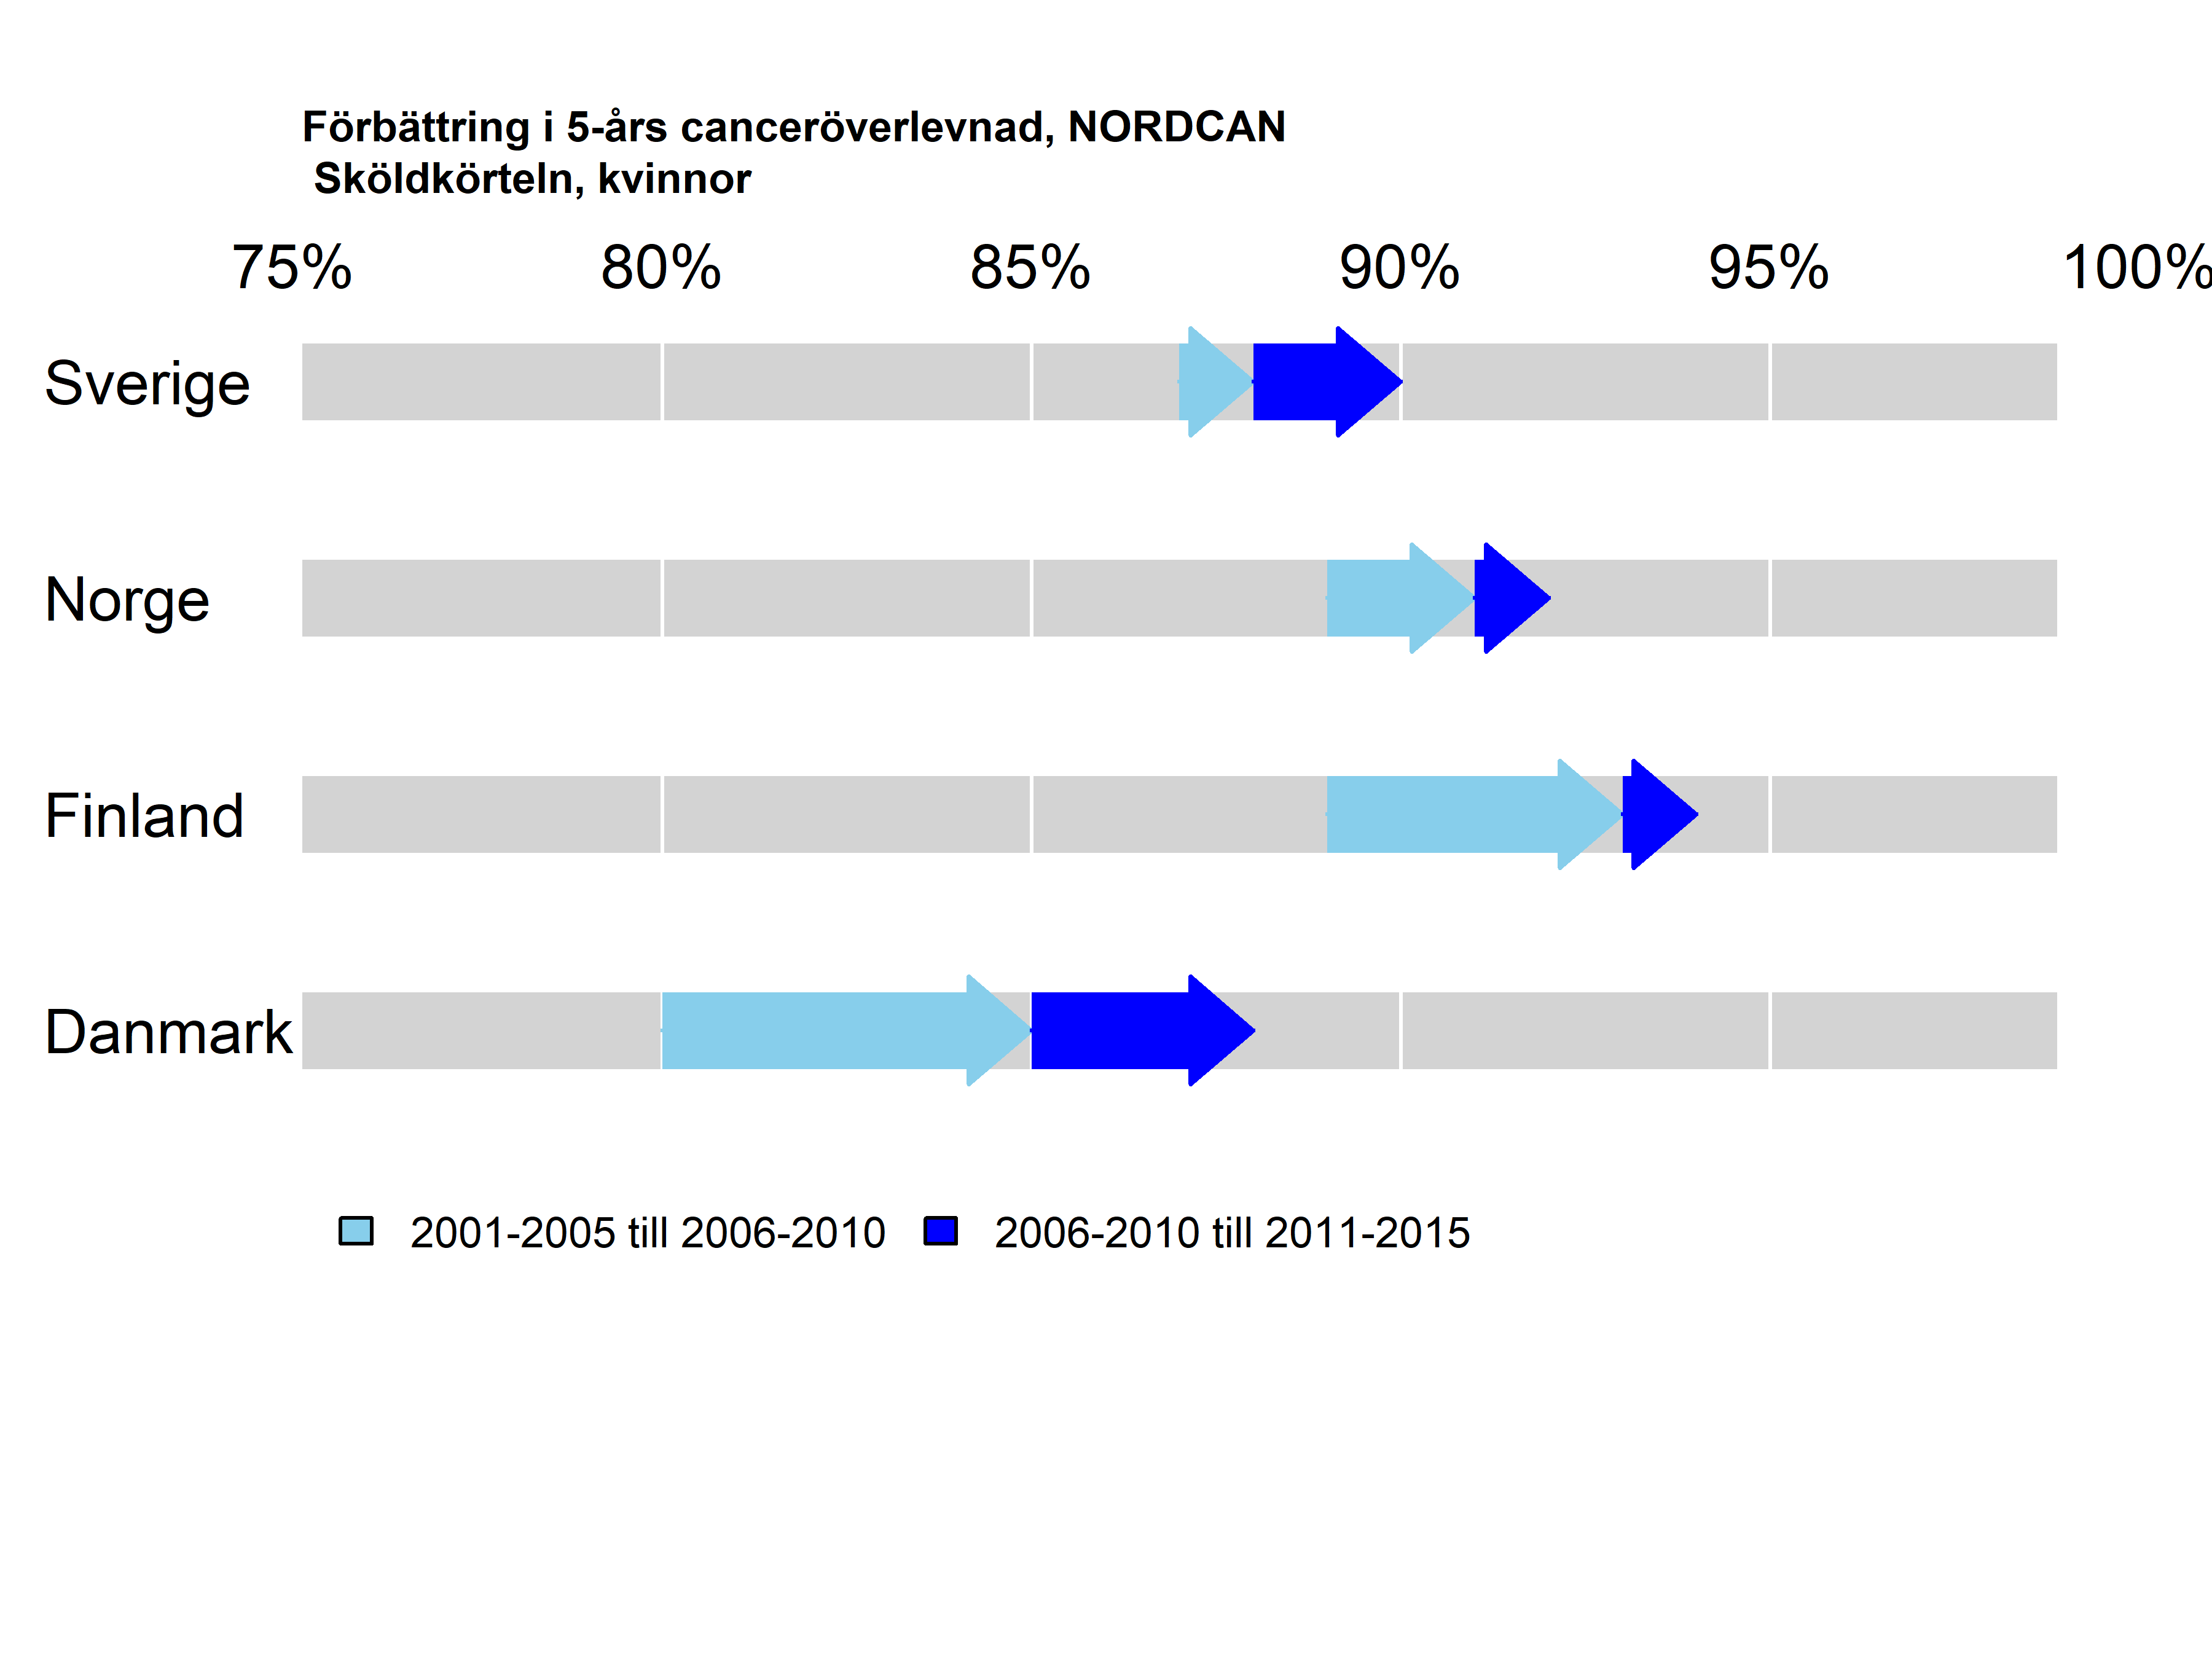 Förbättring i 5-års canceröverlevnad, NORDCAN
Sköldkörteln, kvinnor
75% 80% 85% 90% 95% 100%
Sverige
Norge
Finland
Danmark
2001-2005 till 2006-2010 2006-2010 till 2011-2015